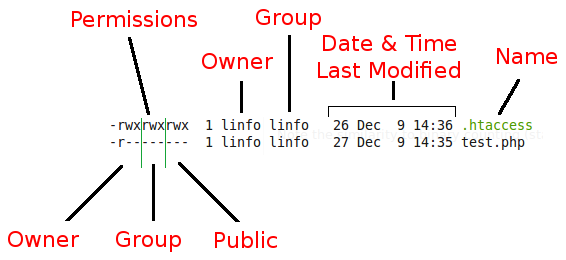 Permissions
Group
Owner
Date & Time
Last Modified
Name
-rwxrwxrwx 1 linfo linfo 26 Dec 9 14:36 .htaccess
-r-------- 1 linfo linfo 27 Dec 9 14:35 test.php
Owner
Group
Public